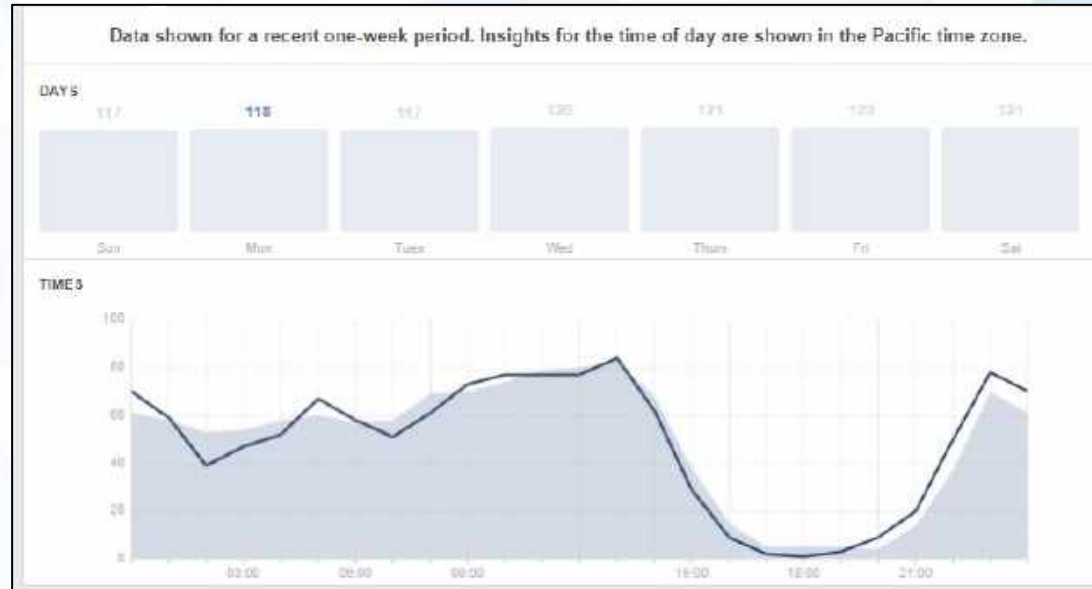 Data shown for a recent one-week period. Insights for the time of day are shown in the Pacific time zone.
DAYS
117 118 117 120 121 120 121
Sun Mon Tues Wed Thurs Fri Sat
TIMES
100
80
60
40
20
0
03:00 06:00 09:00 15:00 18:00 21:00